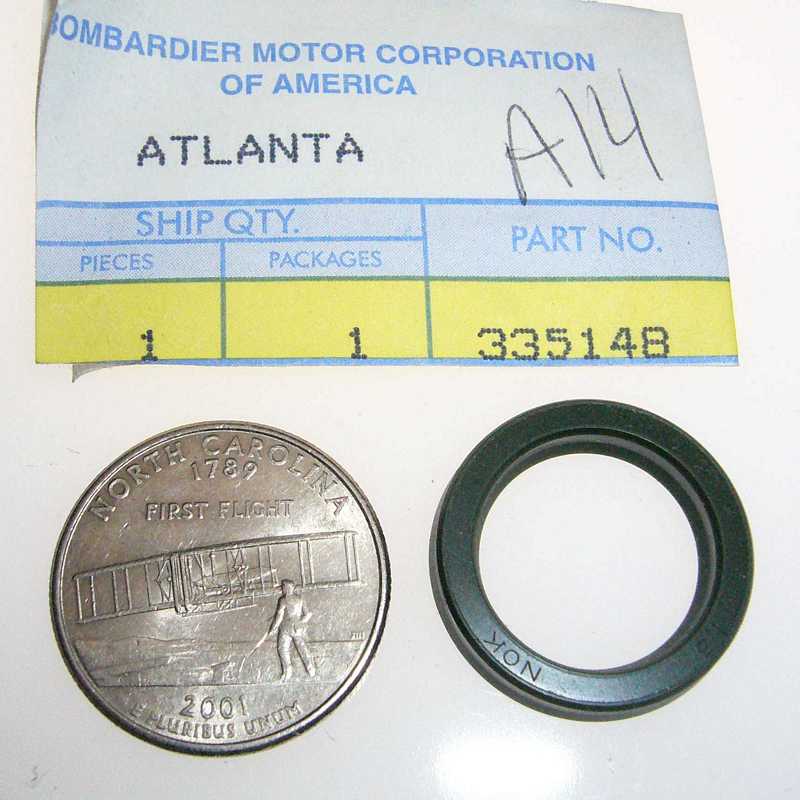 BOMBARDIER MOTOR CORPORATION
OF AMERICA
ATLANTA
A14
SHIP QTY.
PART NO.
PIECES
PACKAGES
1
1
335148
NORTH CAROLINA
1789
FIRST FLIGHT
2001
E PLURIBUS UNUM
NOK